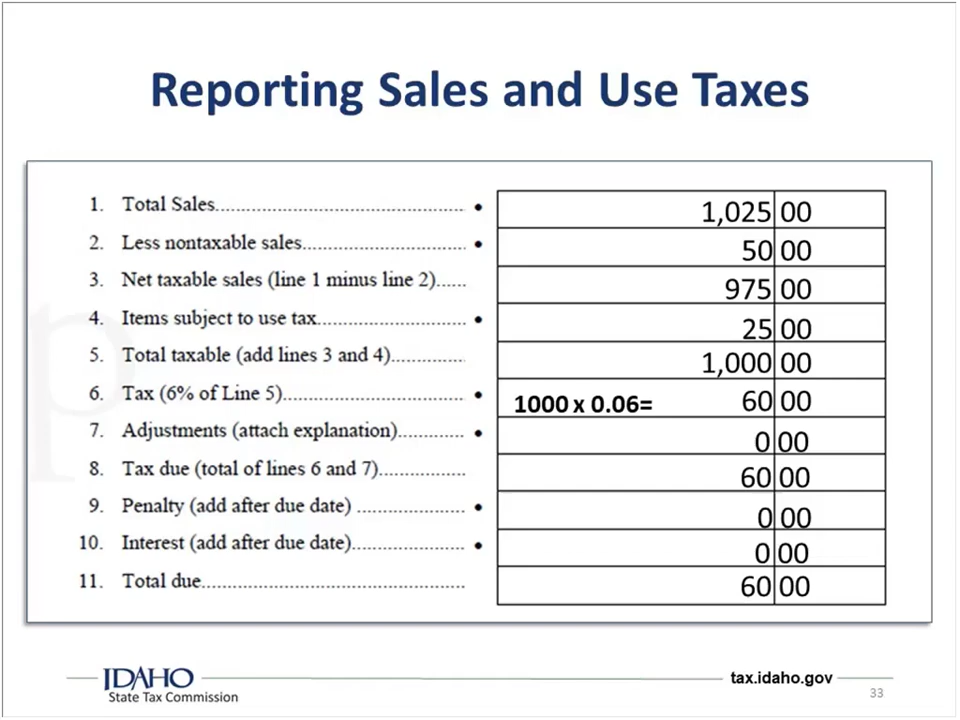 Reporting Sales and Use Taxes
1. Total Sales................................................ • 1,025 00
2. Less nontaxable sales............................... • 50 00
3. Net taxable sales (line 1 minus line 2)...... 975 00
4. Items subject to use tax............................ • 25 00
5. Total taxable (add lines 3 and 4).............. 1,000 00
6. Tax (6% of Line 5)................................... • 1000 x 0.06= 60 00
7. Adjustments (attach explanation)............. • 0 00
8. Tax due (total of lines 6 and 7)................. 60 00
9. Penalty (add after due date) ..................... • 0 00
10. Interest (add after due date)...................... • 0 00
11. Total due................................................... 60 00
IDAHO
State Tax Commission
tax.idaho.gov
33